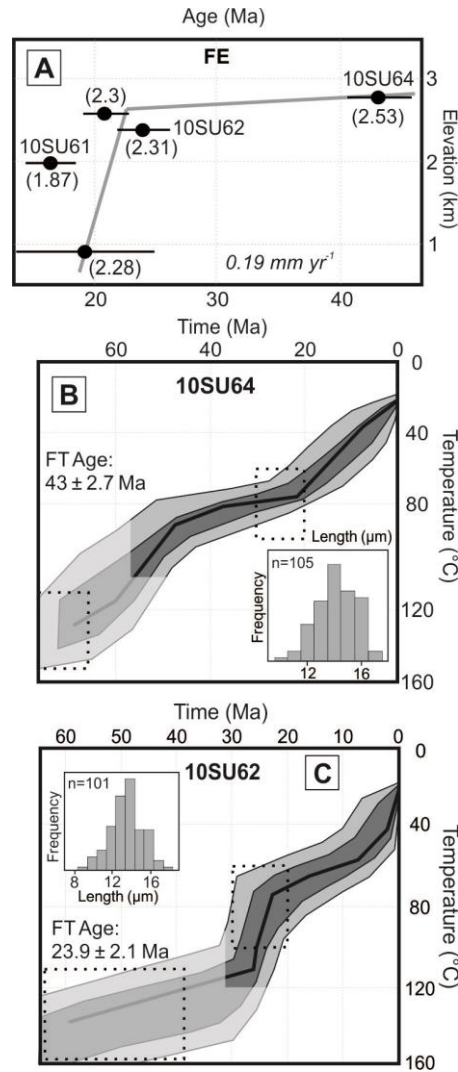 Age (Ma)
A
FE
10SU64
(2.53)
(2.3)
10SU62
(2.31)
10SU61
(1.87)
(2.28)
0.19 mm yr⁻¹
3
2
1
Elevation (km)
20 30 40
Time (Ma)
60 40 20 0
B
10SU64
FT Age:
43 ± 2.7 Ma
0
40
80
120
160
Temperature (°C)
Length (µm)
n=105
Frequency
12 16
Time (Ma)
60 50 40 30 20 10 0
10SU62
C
n=101
Frequency
8 12 16
Length (µm)
FT Age:
23.9 ± 2.1 Ma
0
40
80
120
160
Temperature (°C)